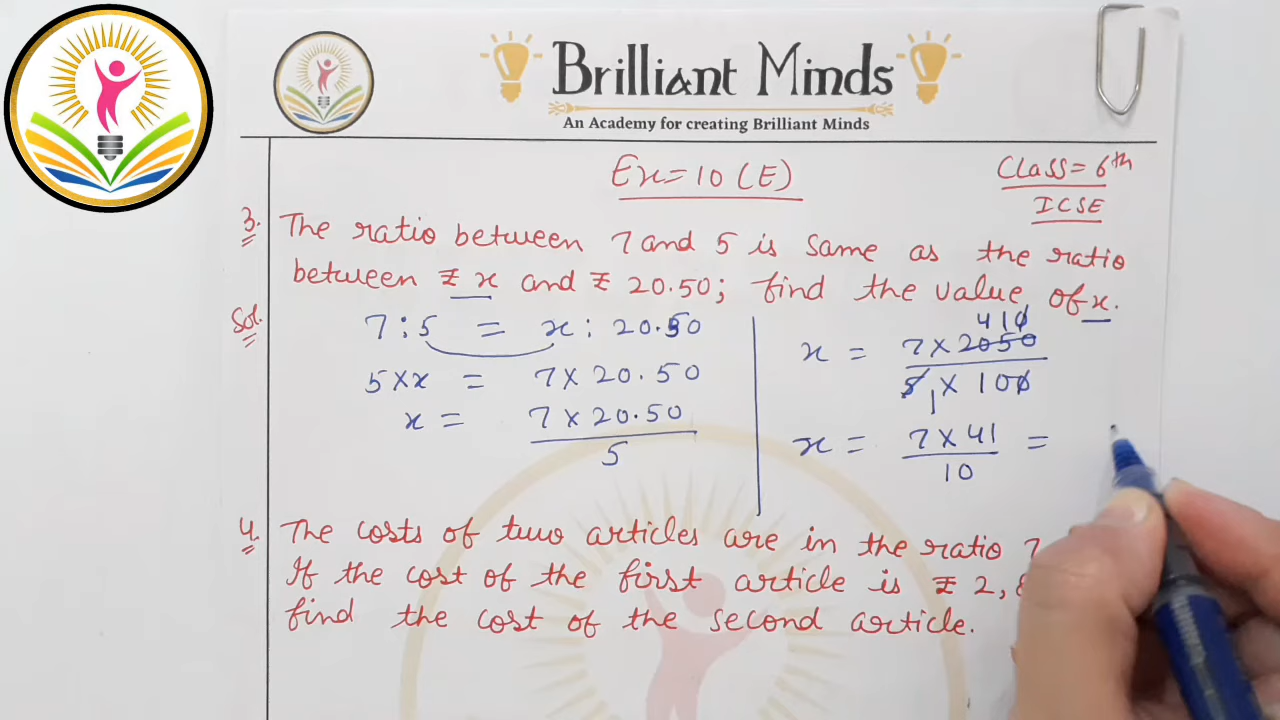 Brilliant Minds
An Academy for creating Brilliant Minds
Ex=10 (E)
Class=6th
ICSE
3. The ratio between 7 and 5 is same as the ratio
between ₹ x and ₹ 20.50; find the value of x.
Sol.
7:5 = x : 20.50
5×x = 7×20.50
x = 7×20.50
5
410
x = 7×2050
5×100
1
x = 7×41 =
10
4. The costs of two articles are in the ratio 7
If the cost of the first article is ₹ 2,
find the cost of the second article.